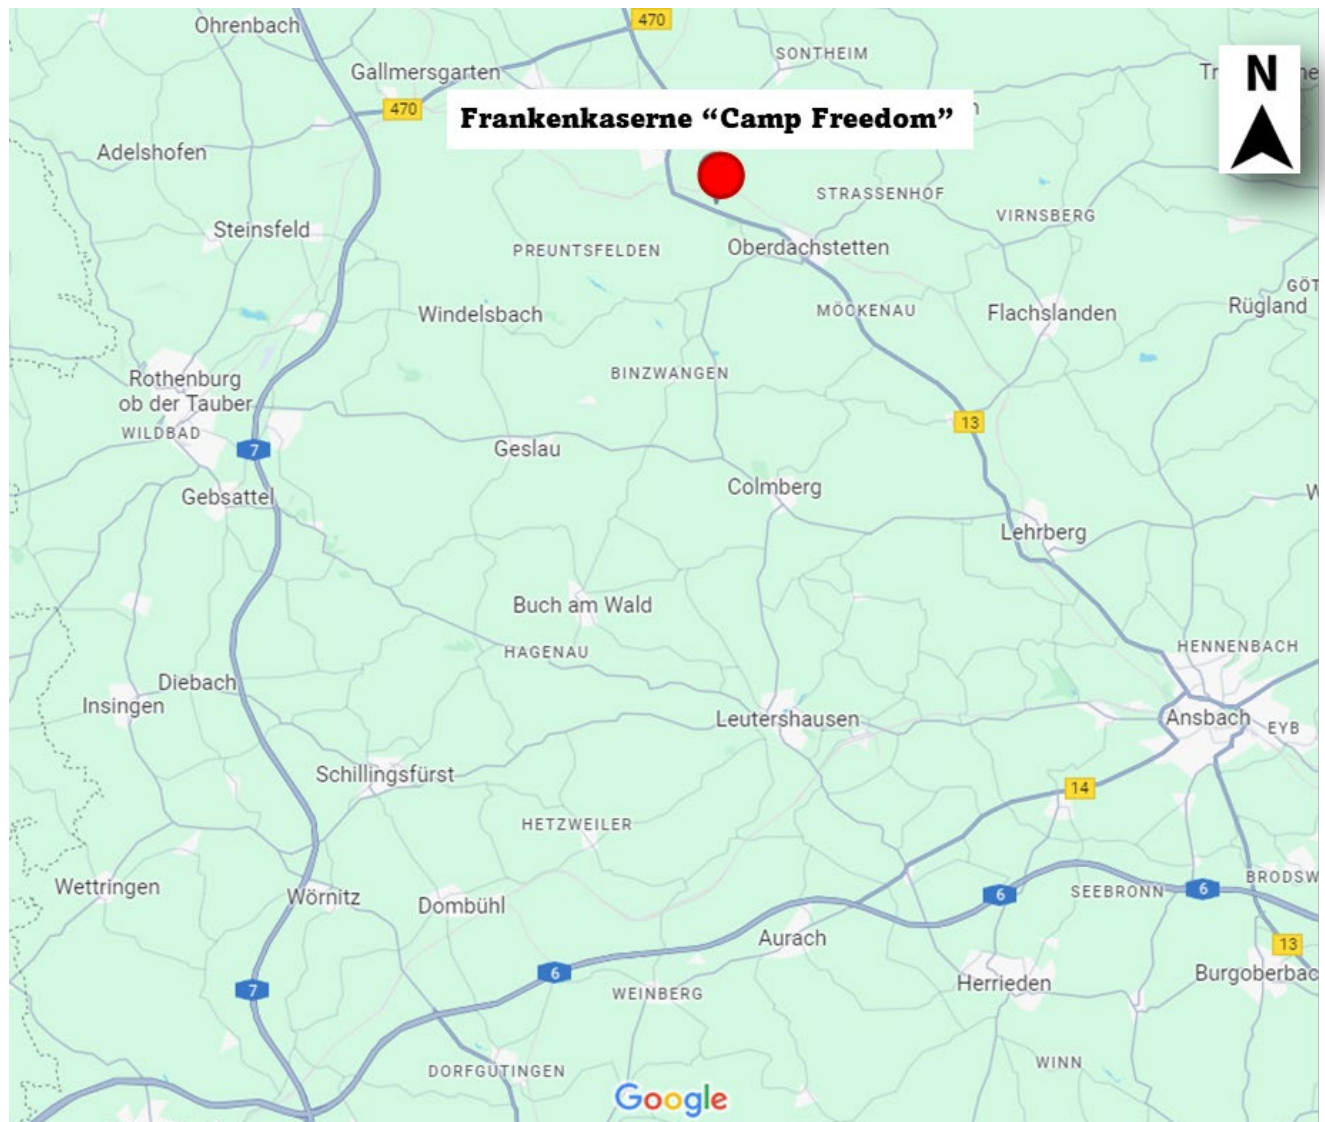 470
Ohrenbach
SONTHEIM
N
Gallmersgarten
470
Frankenkaserne “Camp Freedom”
Adelshofen
STRASSENHOF
VIRNSBERG
Steinsfeld
PREUNTSFELDEN
Oberdachstetten
Windelsbach
MÖCKENAU
Flachslanden
Rügland
BINZWANGEN
Rothenburg
ob der Tauber
WILDBAD
13
7
Geslau
Colmberg
Gebsattel
Lehrberg
Buch am Wald
HAGENAU
HENNENBACH
Diebach
Insingen
Leutershausen
Ansbach
EYB
Schillingsfürst
14
HETZWEILER
Wettringen
Wörnitz
Dombühl
6
SEEBRONN
6
BRODSW
Aurach
13
6
7
WEINBERG
Herrieden
Burgoberbac
DORFGÜTINGEN
WINN
Google